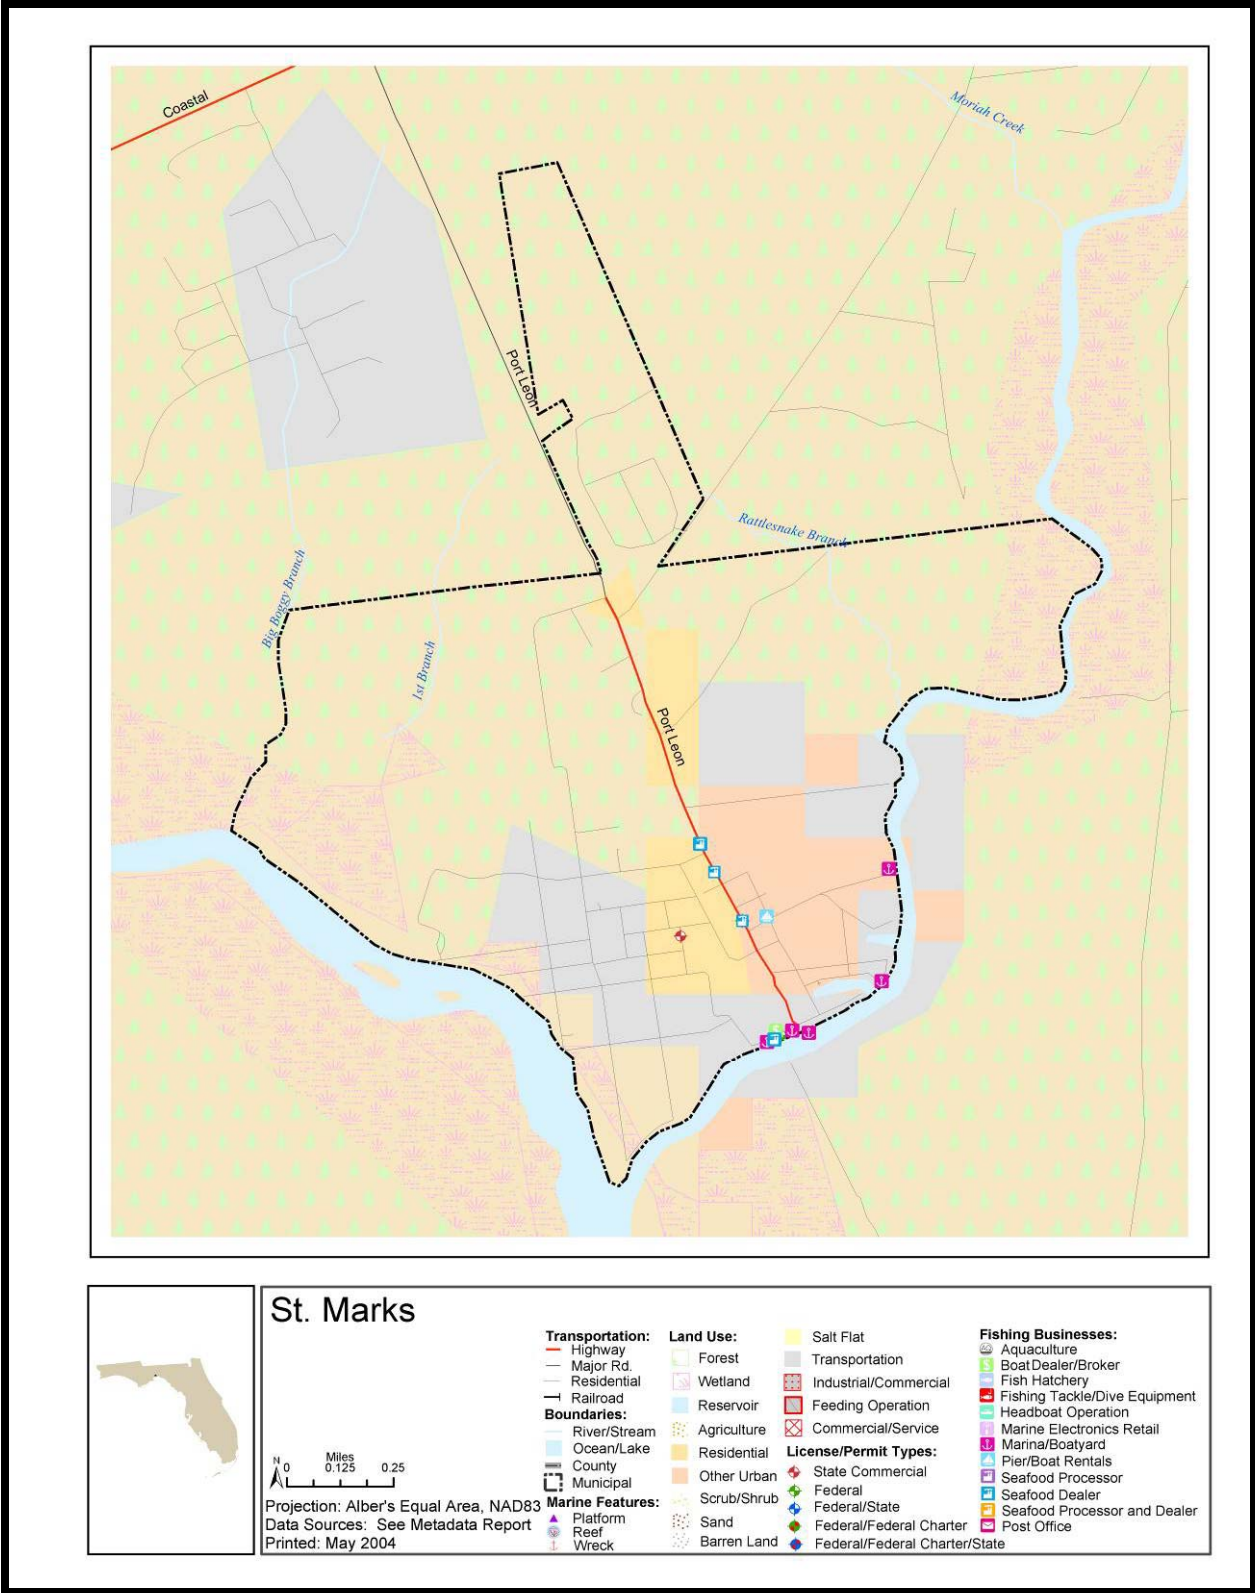 Coastal
Moriah Creek
Port Leon
Rattlesnake Branch
Big Boggy Branch
1st Branch
Port Leon
St. Marks
N
Miles
0 0.125 0.25
Projection: Alber's Equal Area, NAD83
Data Sources: See Metadata Report
Printed: May 2004
Transportation:
Highway
Major Rd.
Residential
Railroad
Boundaries:
River/Stream
Ocean/Lake
County
Municipal
Marine Features:
Platform
Reef
Wreck
Land Use:
Forest
Wetland
Reservoir
Agriculture
Residential
Other Urban
Scrub/Shrub
Sand
Barren Land
Salt Flat
Transportation
Industrial/Commercial
Feeding Operation
Commercial/Service
License/Permit Types:
State Commercial
Federal
Federal/State
Federal/Federal Charter
Federal/Federal Charter/State
Fishing Businesses:
AQ Aquaculture
$ Boat Dealer/Broker
Fish Hatchery
Fishing Tackle/Dive Equipment
Headboat Operation
Marine Electronics Retail
Marina/Boatyard
Pier/Boat Rentals
Seafood Processor
Seafood Dealer
Seafood Processor and Dealer
Post Office